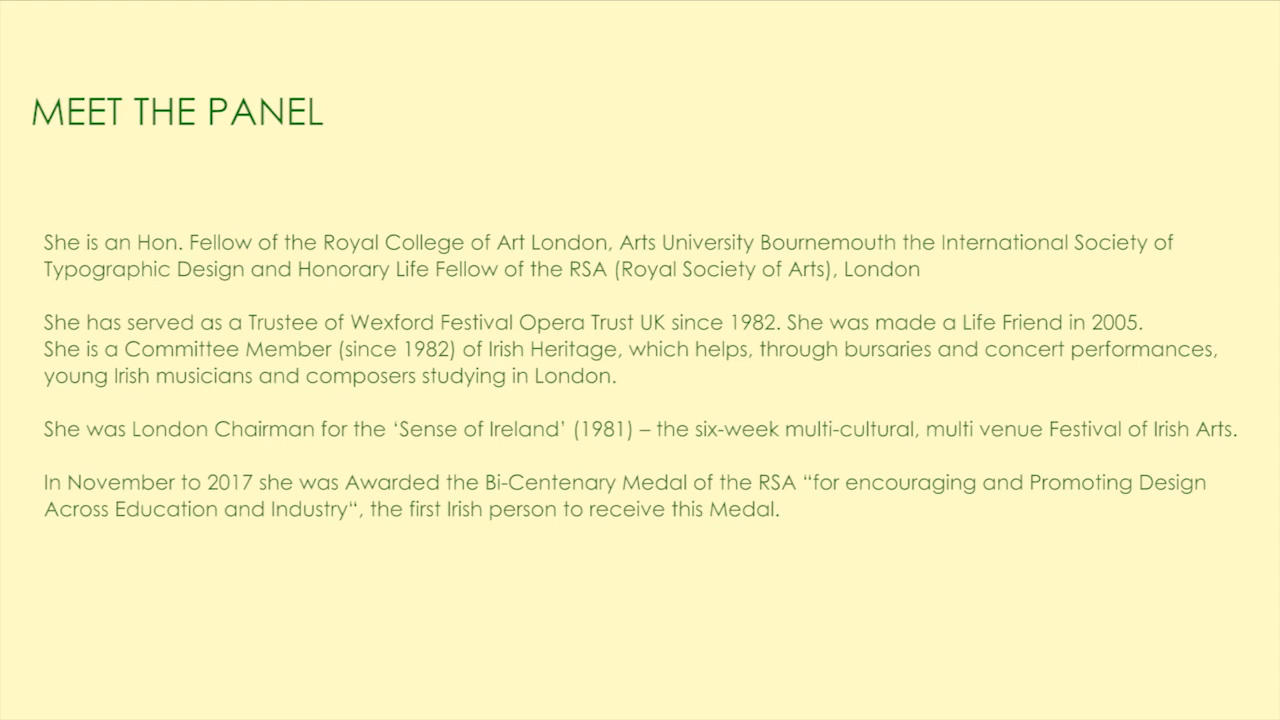 MEET THE PANEL
She is an Hon. Fellow of the Royal College of Art London, Arts University Bournemouth the International Society of
Typographic Design and Honorary Life Fellow of the RSA (Royal Society of Arts), London
She has served as a Trustee of Wexford Festival Opera Trust UK since 1982. She was made a Life Friend in 2005.
She is a Committee Member (since 1982) of Irish Heritage, which helps, through bursaries and concert performances,
young Irish musicians and composers studying in London.
She was London Chairman for the ‘Sense of Ireland’ (1981) – the six-week multi-cultural, multi venue Festival of Irish Arts.
In November to 2017 she was Awarded the Bi-Centenary Medal of the RSA “for encouraging and Promoting Design
Across Education and Industry“, the first Irish person to receive this Medal.